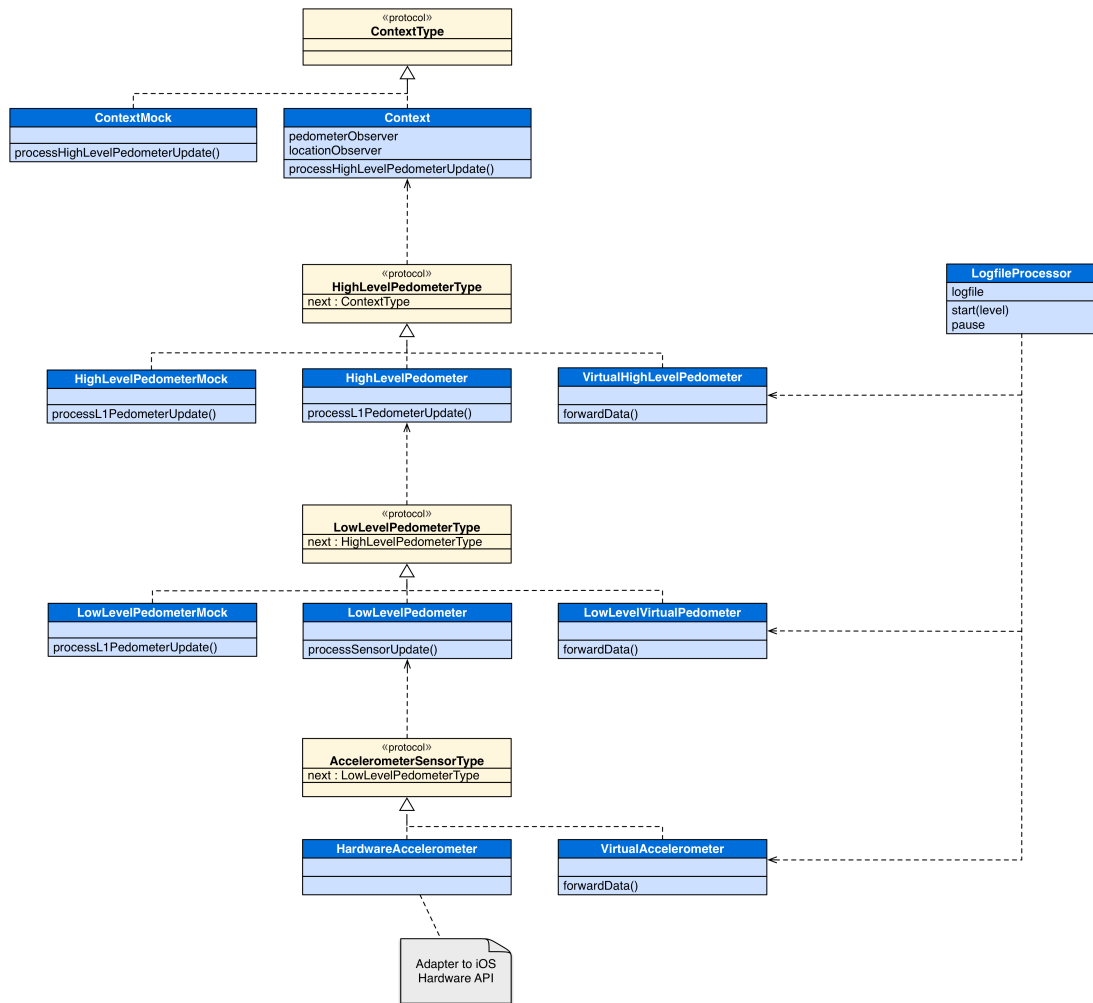 «protocol»
ContextType
ContextMock
processHighLevelPedometerUpdate()
Context
pedometerObserver
locationObserver
processHighLevelPedometerUpdate()
«protocol»
HighLevelPedometerType
next : ContextType
LogfileProcessor
logfile
start(level)
pause
HighLevelPedometerMock
processL1PedometerUpdate()
HighLevelPedometer
processL1PedometerUpdate()
VirtualHighLevelPedometer
forwardData()
«protocol»
LowLevelPedometerType
next : HighLevelPedometerType
LowLevelPedometerMock
processL1PedometerUpdate()
LowLevelPedometer
processSensorUpdate()
LowLevelVirtualPedometer
forwardData()
«protocol»
AccelerometerSensorType
next : LowLevelPedometerType
HardwareAccelerometer
VirtualAccelerometer
forwardData()
Adapter to iOS
Hardware API